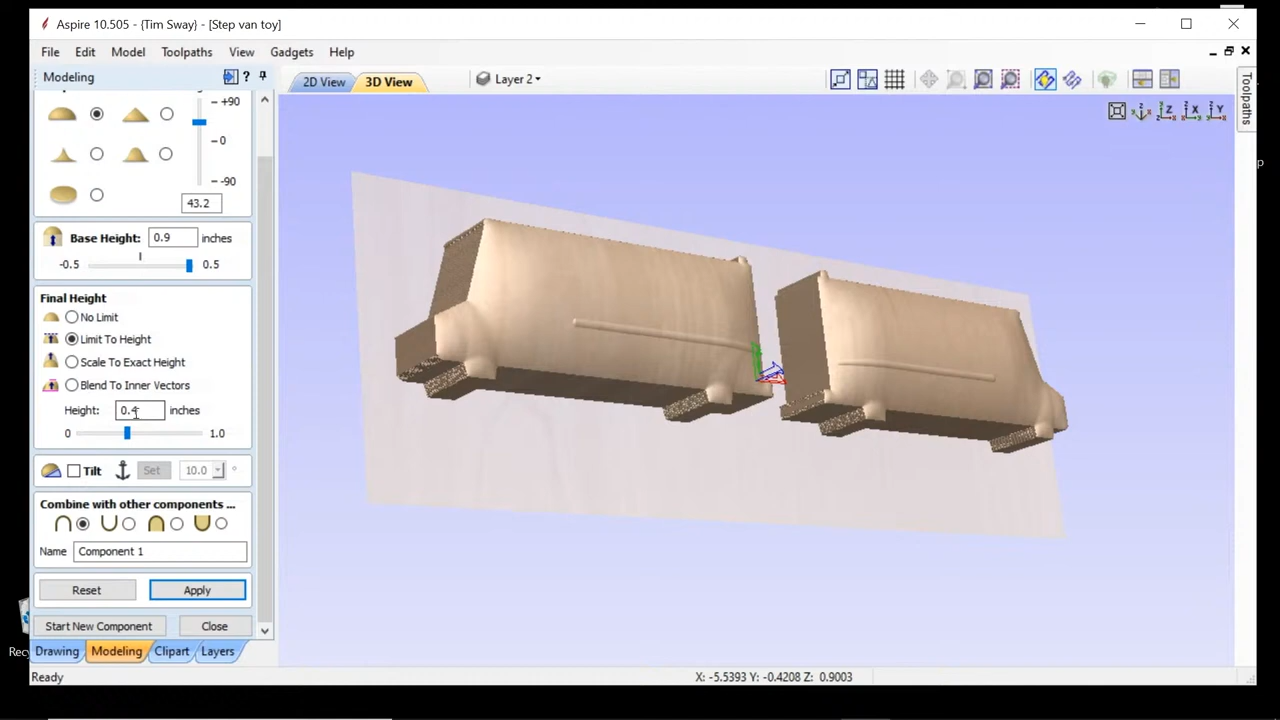 Aspire 10.505 - {Tim Sway} - [Step van toy]
File Edit Model Toolpaths View Gadgets Help
Modeling
?
2D View 3D View Layer 2
Toolpaths
+90
0
-90
43.2
Z X Y
Base Height: 0.9 inches
-0.5 0.5
Final Height
No Limit
Limit To Height
Scale To Exact Height
Blend To Inner Vectors
Height: 0.4 inches
0 1.0
Tilt Set 10.0 °
Combine with other components ...
Name Component 1
Reset Apply
Start New Component Close
Drawing Modeling Clipart Layers
Ready X: -5.5393 Y: -0.4208 Z: 0.9003